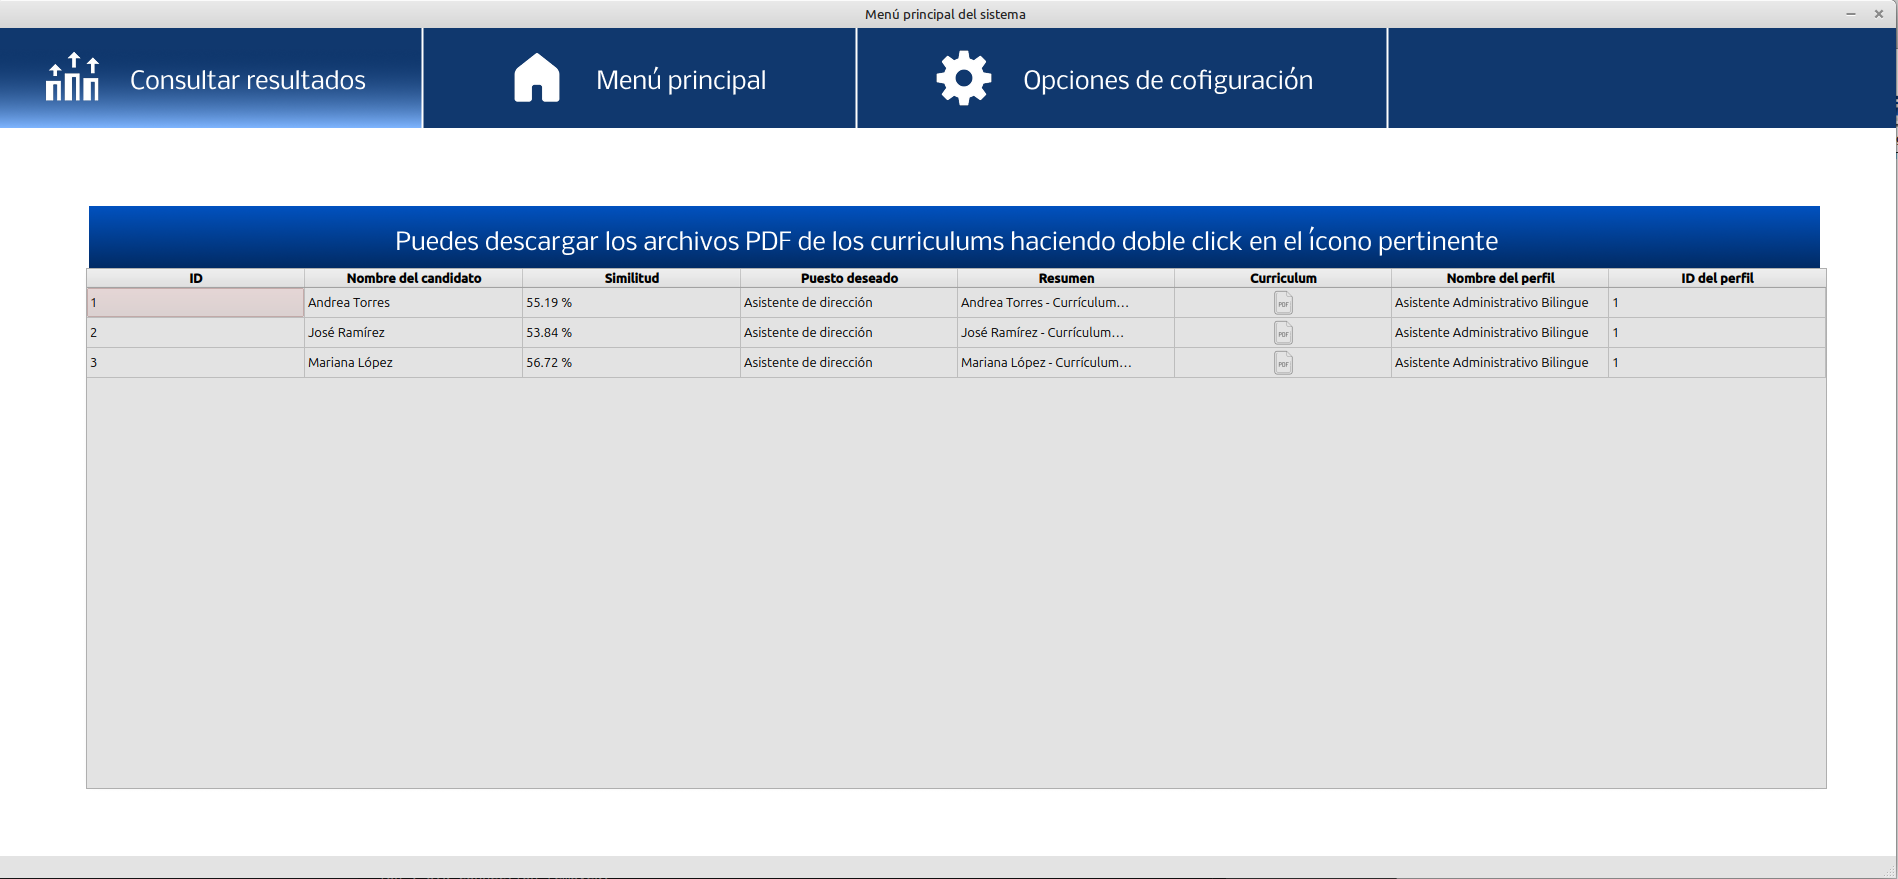 Menú principal del sistema
Consultar resultados
Menú principal
Opciones de cofiguración
Puedes descargar los archivos PDF de los curriculums haciendo doble click en el ícono pertinente
ID Nombre del candidato Similitud Puesto deseado Resumen Curriculum Nombre del perfil ID del perfil
1 Andrea Torres 55.19 % Asistente de dirección Andrea Torres - Currículum... PDF Asistente Administrativo Bilingue 1
2 José Ramírez 53.84 % Asistente de dirección José Ramírez - Currículum... PDF Asistente Administrativo Bilingue 1
3 Mariana López 56.72 % Asistente de dirección Mariana López - Currículum... PDF Asistente Administrativo Bilingue 1